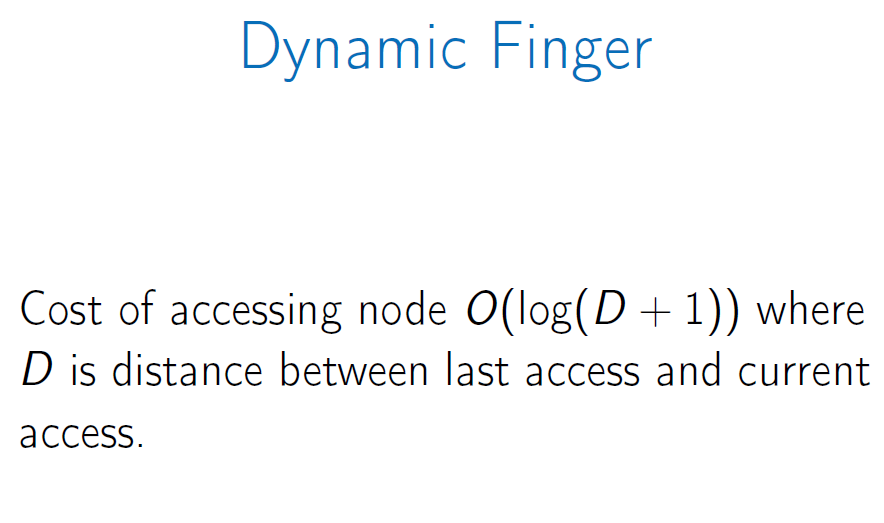 Dynamic Finger
Cost of accessing node O(log(D + 1)) where
D is distance between last access and current
access.